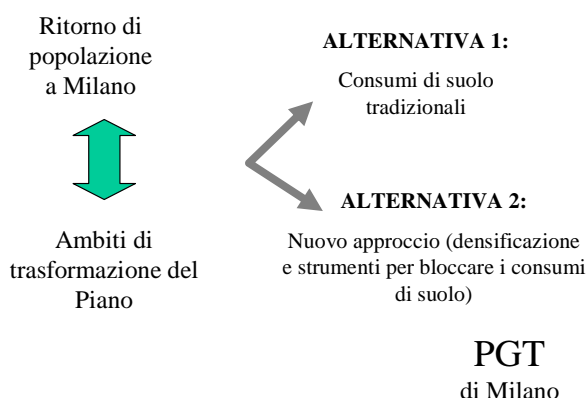 Ritorno di
popolazione
a Milano
Ambiti di
trasformazione del
Piano
ALTERNATIVA 1:
Consumi di suolo
tradizionali
ALTERNATIVA 2:
Nuovo approccio (densificazione
e strumenti per bloccare i consumi
di suolo)
PGT
di Milano